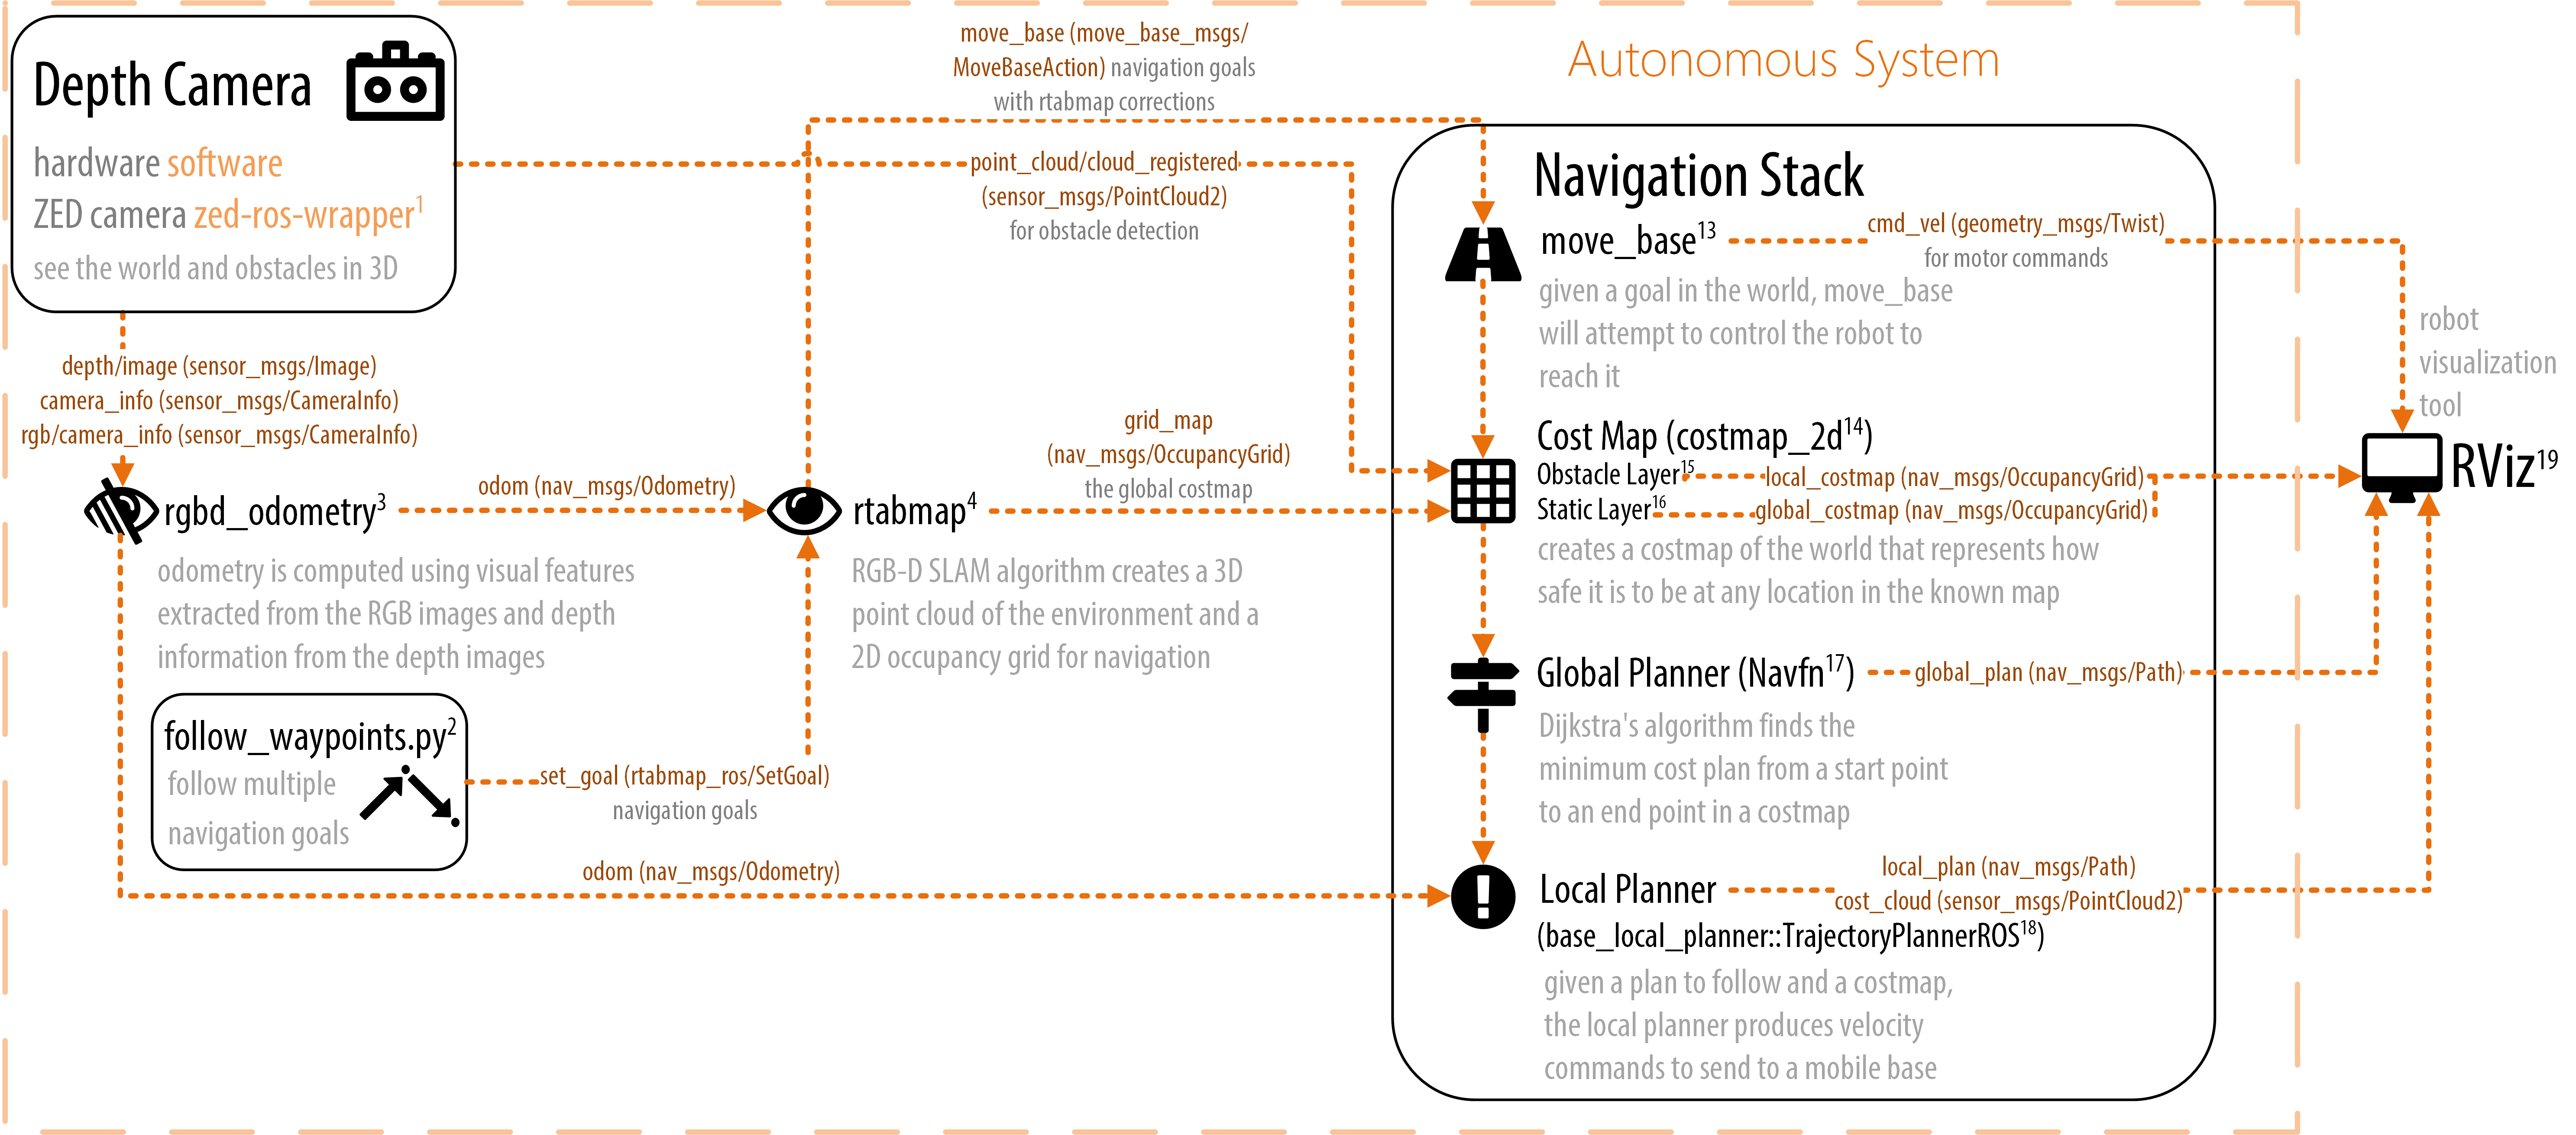 Depth Camera
hardware software
ZED camera zed-ros-wrapper1
see the world and obstacles in 3D
depth/image (sensor_msgs/Image)
camera_info (sensor_msgs/CameraInfo)
rgb/camera_info (sensor_msgs/CameraInfo)
rgbd_odometry3
odometry is computed using visual features
extracted from the RGB images and depth
information from the depth images
follow_waypoints.py2
follow multiple
navigation goals
set_goal (rtabmap_ros/SetGoal)
navigation goals
odom (nav_msgs/Odometry)
odom (nav_msgs/Odometry)
rtabmap4
RGB-D SLAM algorithm creates a 3D
point cloud of the environment and a
2D occupancy grid for navigation
move_base (move_base_msgs/
MoveBaseAction) navigation goals
with rtabmap corrections
point_cloud/cloud_registered
(sensor_msgs/PointCloud2)
for obstacle detection
grid_map
(nav_msgs/OccupancyGrid)
the global costmap
Autonomous System
Navigation Stack
move_base13
cmd_vel (geometry_msgs/Twist)
for motor commands
given a goal in the world, move_base
will attempt to control the robot to
reach it
Cost Map (costmap_2d14)
Obstacle Layer15 local_costmap (nav_msgs/OccupancyGrid)
Static Layer16 global_costmap (nav_msgs/OccupancyGrid)
creates a costmap of the world that represents how
safe it is to be at any location in the known map
Global Planner (Navfn17) global_plan (nav_msgs/Path)
Dijkstra's algorithm finds the
minimum cost plan from a start point
to an end point in a costmap
Local Planner
(base_local_planner::TrajectoryPlannerROS18)
local_plan (nav_msgs/Path)
cost_cloud (sensor_msgs/PointCloud2)
given a plan to follow and a costmap,
the local planner produces velocity
commands to send to a mobile base
robot
visualization
tool
RViz19